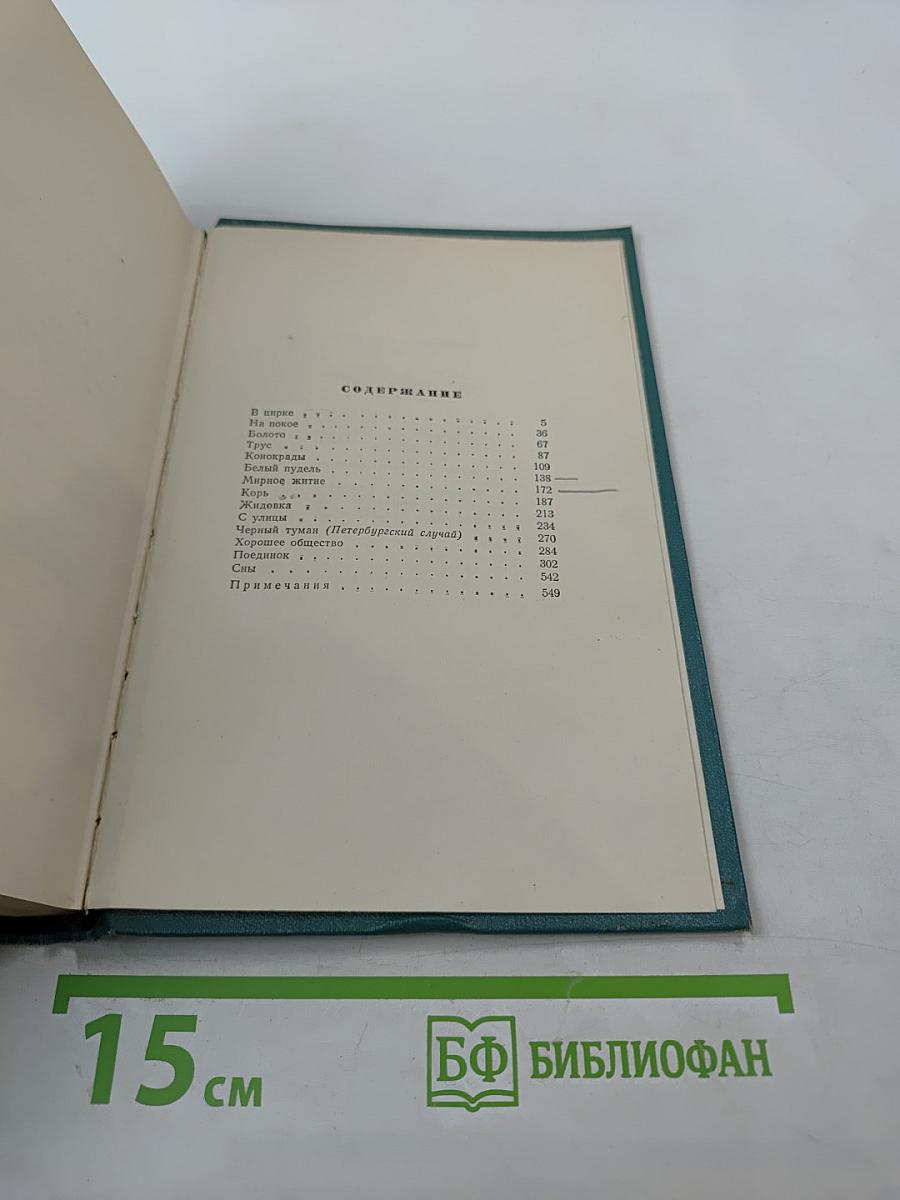 СОДЕРЖАНИЕ
В цирке . . . . . . . . . . . . . . 5
На покое . . . . . . . . . . . . . . 36
Болото . . . . . . . . . . . . . . 67
Трус . . . . . . . . . . . . . . 87
Конокрады . . . . . . . . . . . . . . 109
Белый пудель . . . . . . . . . . . . . . 138
Мирное житие . . . . . . . . . . . . . . 172
Корь . . . . . . . . . . . . . . 187
Жидовка . . . . . . . . . . . . . . 213
С улицы . . . . . . . . . . . . . . 234
Черный туман (Петербургский случай) . . . . 270
Хорошее общество . . . . . . . . . . . . 284
Поединок . . . . . . . . . . . . . . 302
Сны . . . . . . . . . . . . . . 542
Примечания . . . . . . . . . . . . 549
15 см
БФ БИБЛИОФАН